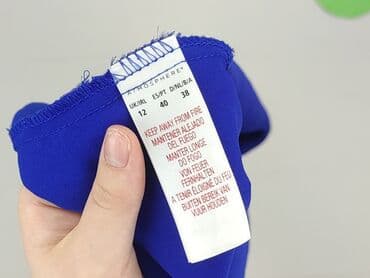 ATMOSPHERE
UK/IRL ES/PT D/NL/B/A
12 40 38
KEEP AWAY FROM FIRE
MANTENER ALEJADO
DEL FUEGO
MANTER LONGE
DO FOGO
VON FEUER
FERNHALTEN
A TENIR ÉLOIGNÉ DU FEU
BUITEN BEREIK VAN
VUUR HOUDEN